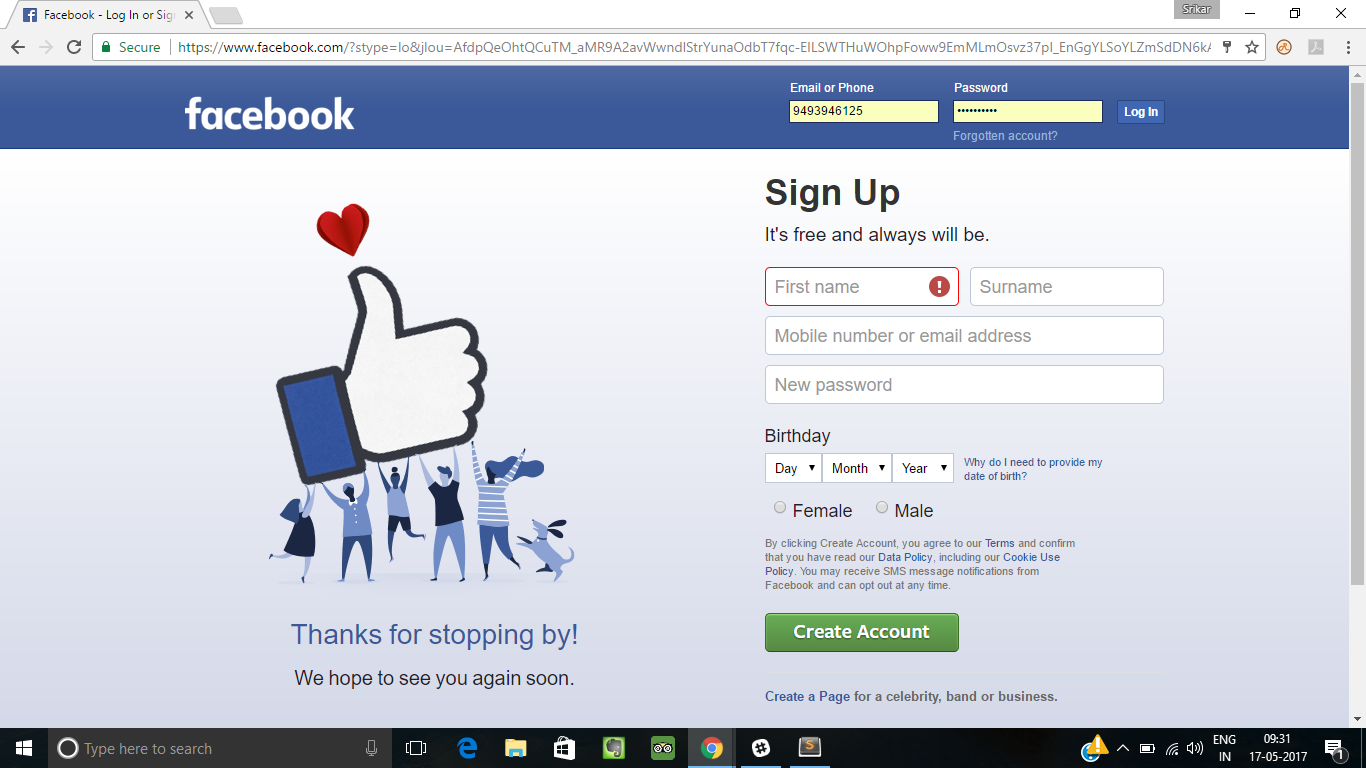 Facebook - Log In or Sig
Srikar
Secure
https://www.facebook.com/?stype=lo&jlou=
Email or Phone
Password
facebook
9493946125
••••••••••
Log In
Forgotten account?
Sign Up
It's free and always will be.
First name
Surname
Mobile number or email address
New password
Birthday
Day
Month
Year
Why do I need to provide my
date of birth?
Female
Male
By clicking Create Account, you agree to our Terms and confirm
that you have read our Data Policy, including our Cookie Use
Policy. You may receive SMS message notifications from
Facebook and can opt out at any time.
Thanks for stopping by!
Create Account
We hope to see you again soon.
Create a Page for a celebrity, band or business.
Type here to search
ENG
IN
09:31
17-05-2017
1